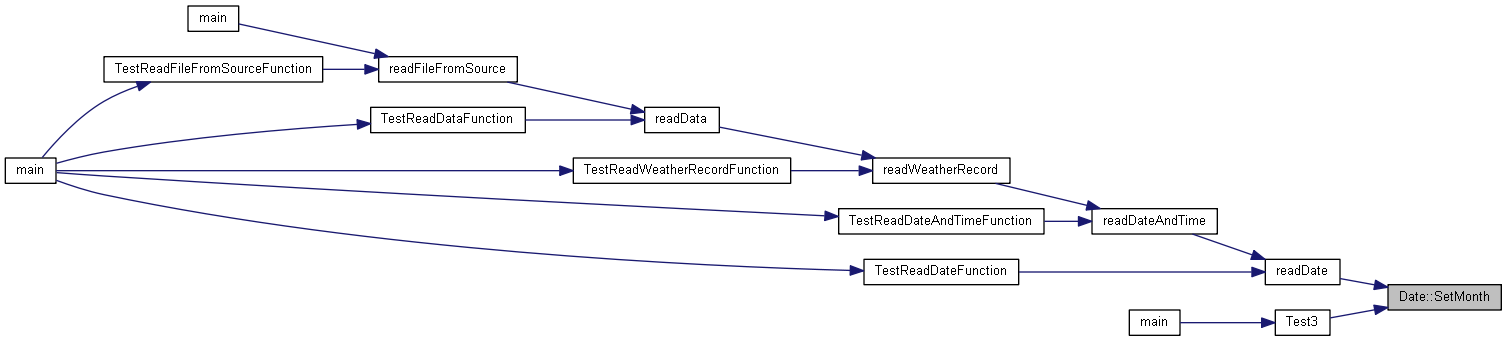 main
TestReadFileFromSourceFunction
readFileFromSource
TestReadDataFunction
readData
main
TestReadWeatherRecordFunction
readWeatherRecord
TestReadDateAndTimeFunction
readDateAndTime
TestReadDateFunction
readDate
Date::SetMonth
main
Test3